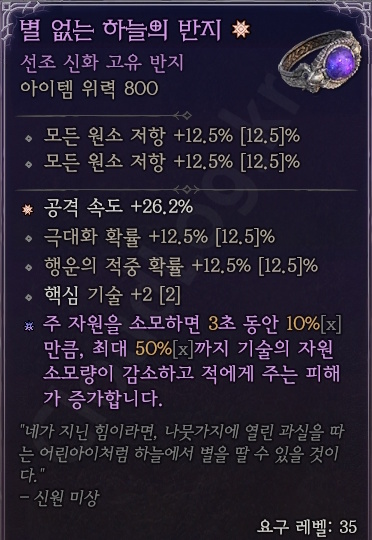 별 없는 하늘의 반지
선조 신화 고유 반지
아이템 위력 800
모든 원소 저항 +12.5% [12.5]%
모든 원소 저항 +12.5% [12.5]%
공격 속도 +26.2%
극대화 확률 +12.5% [12.5]%
행운의 적중 확률 +12.5% [12.5]%
핵심 기술 +2 [2]
주 자원을 소모하면 3초 동안 10%[x]
만큼, 최대 50%[x]까지 기술의 자원
소모량이 감소하고 적에게 주는 피해
가 증가합니다.
"네가 지닌 힘이라면, 나뭇가지에 열린 과실을 따
는 어린아이처럼 하늘에서 별을 딸 수 있을 것이
다."
– 신원 미상
요구 레벨: 35